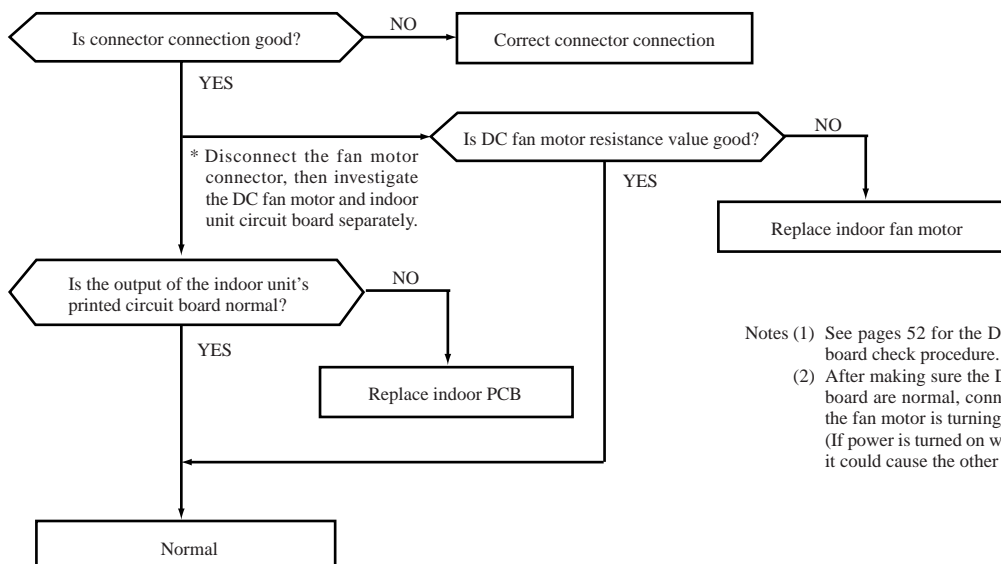 Is connector connection good?
NO
Correct connector connection
YES
Is DC fan motor resistance value good?
NO
* Disconnect the fan motor
connector, then investigate
the DC fan motor and indoor
unit circuit board separately.
YES
Replace indoor fan motor
Is the output of the indoor unit's
printed circuit board normal?
NO
YES
Replace indoor PCB
Notes (1) See pages 52 for the D
board check procedure.
(2) After making sure the D
board are normal, conn
the fan motor is turning
(If power is turned on w
it could cause the other
Normal